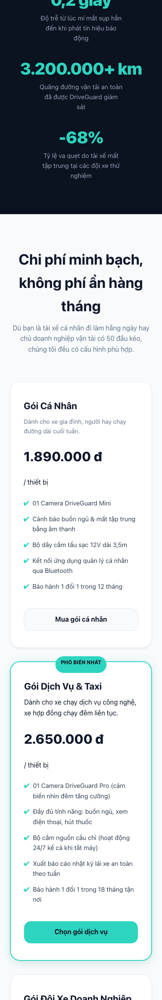 0,2 giây
Độ trễ từ lúc mí mắt sụp hẳn
đến khi phát tín hiệu báo
động
3.200.000+ km
Quãng đường vận tải an toàn
đã được DriveGuard giám
sát
-68%
Tỷ lệ va quẹt do tài xế mất
tập trung tại các đội xe thử
nghiệm
Chi phí minh bạch,
không phí ẩn hàng
tháng
Dù bạn là tài xế cá nhân đi làm hằng ngày hay
chủ doanh nghiệp vận tải có 50 đầu kéo,
chúng tôi đều có cấu hình phù hợp.
Gói Cá Nhân
Dành cho xe gia đình, người hay chạy
đường dài cuối tuần.
1.890.000 đ
/ thiết bị
✔ 01 Camera DriveGuard Mini
✔ Cảnh báo buồn ngủ & mất tập trung
bằng âm thanh
✔ Bộ dây cắm tẩu sạc 12V dài 3,5m
✔ Kết nối ứng dụng quản lý cá nhân
qua Bluetooth
✔ Bảo hành 1 đổi 1 trong 12 tháng
Mua gói cá nhân
PHỔ BIẾN NHẤT
Gói Dịch Vụ & Taxi
Dành cho xe chạy dịch vụ công nghệ,
xe hợp đồng chạy đêm liên tục.
2.650.000 đ
/ thiết bị
✔ 01 Camera DriveGuard Pro (cảm
biến nhìn đêm tăng cường)
✔ Đầy đủ tính năng: buồn ngủ, xem
điện thoại, hút thuốc
✔ Bộ cắm nguồn cầu chì (hoạt động
24/7 kể cả khi tắt máy)
✔ Xuất báo cáo nhật ký lái xe an toàn
theo tuần
✔ Bảo hành 1 đổi 1 trong 18 tháng tận
nơi
Chọn gói dịch vụ
Gói Đội Xe Doanh Nghiệp